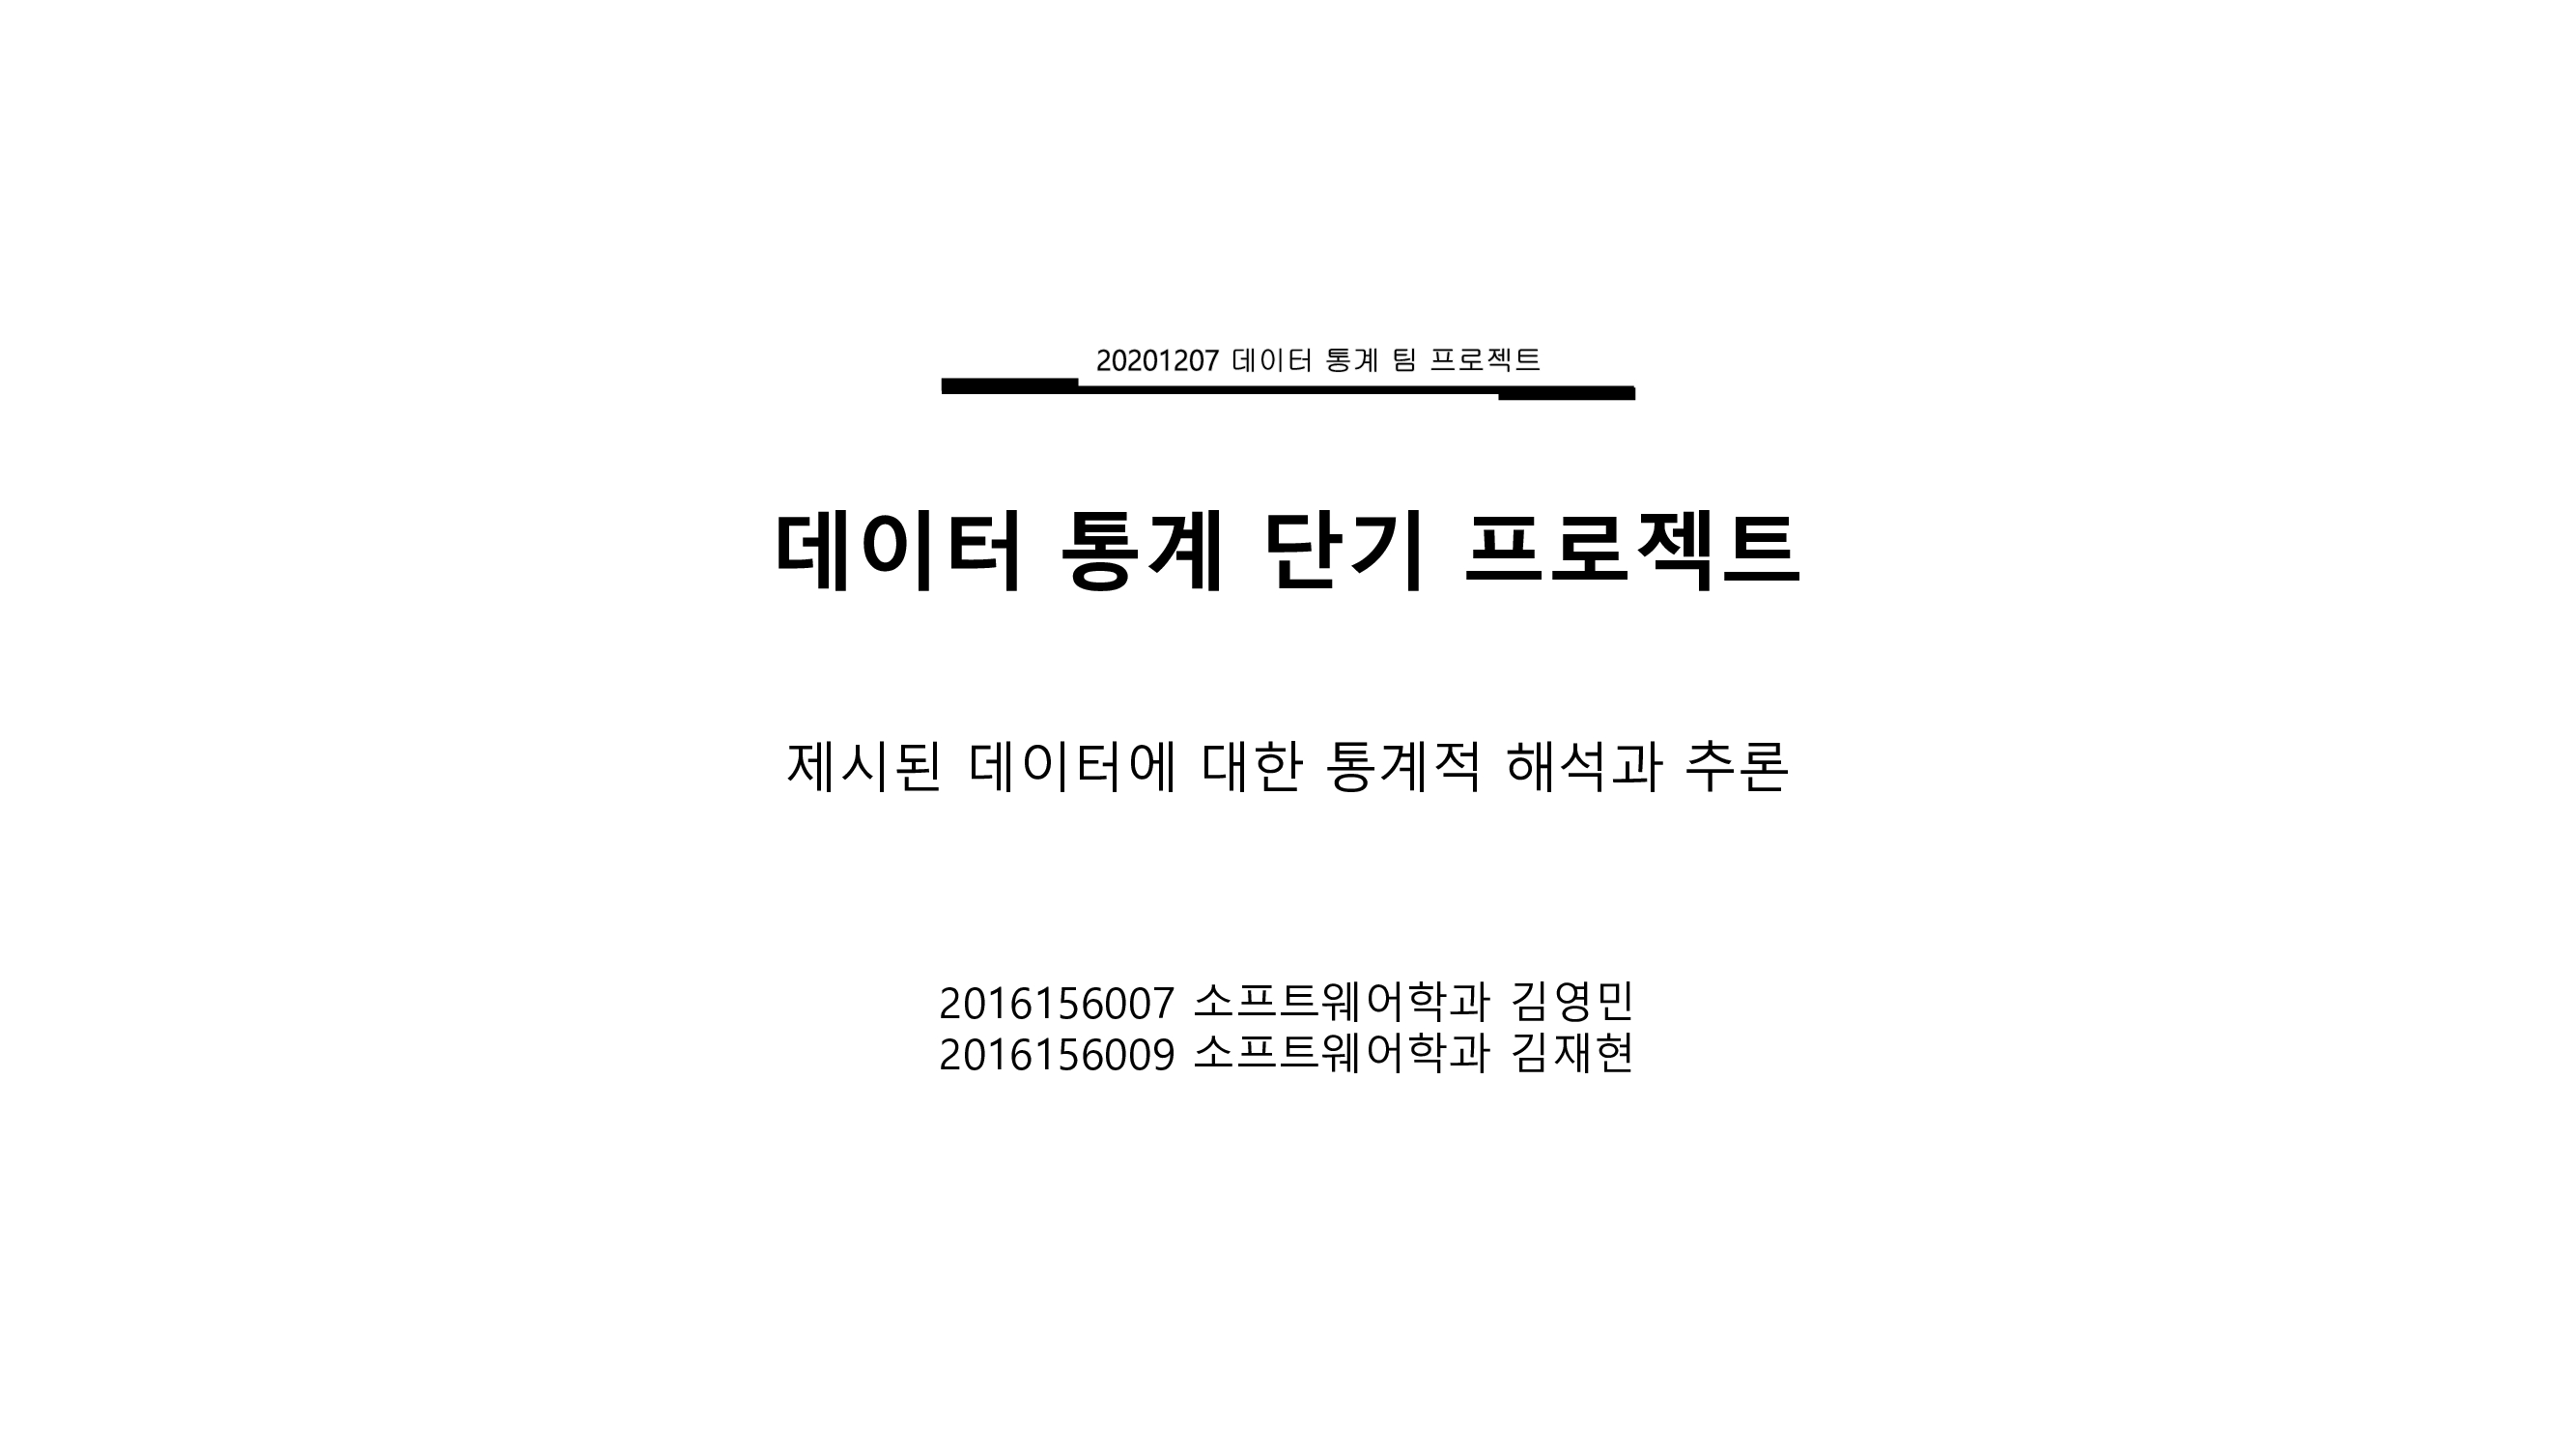 20201207 데이터 통계 팀 프로젝트
데이터 통계 단기 프로젝트
제시된 데이터에 대한 통계적 해석과 추론
2016156007 소프트웨어학과 김영민
2016156009 소프트웨어학과 김재현